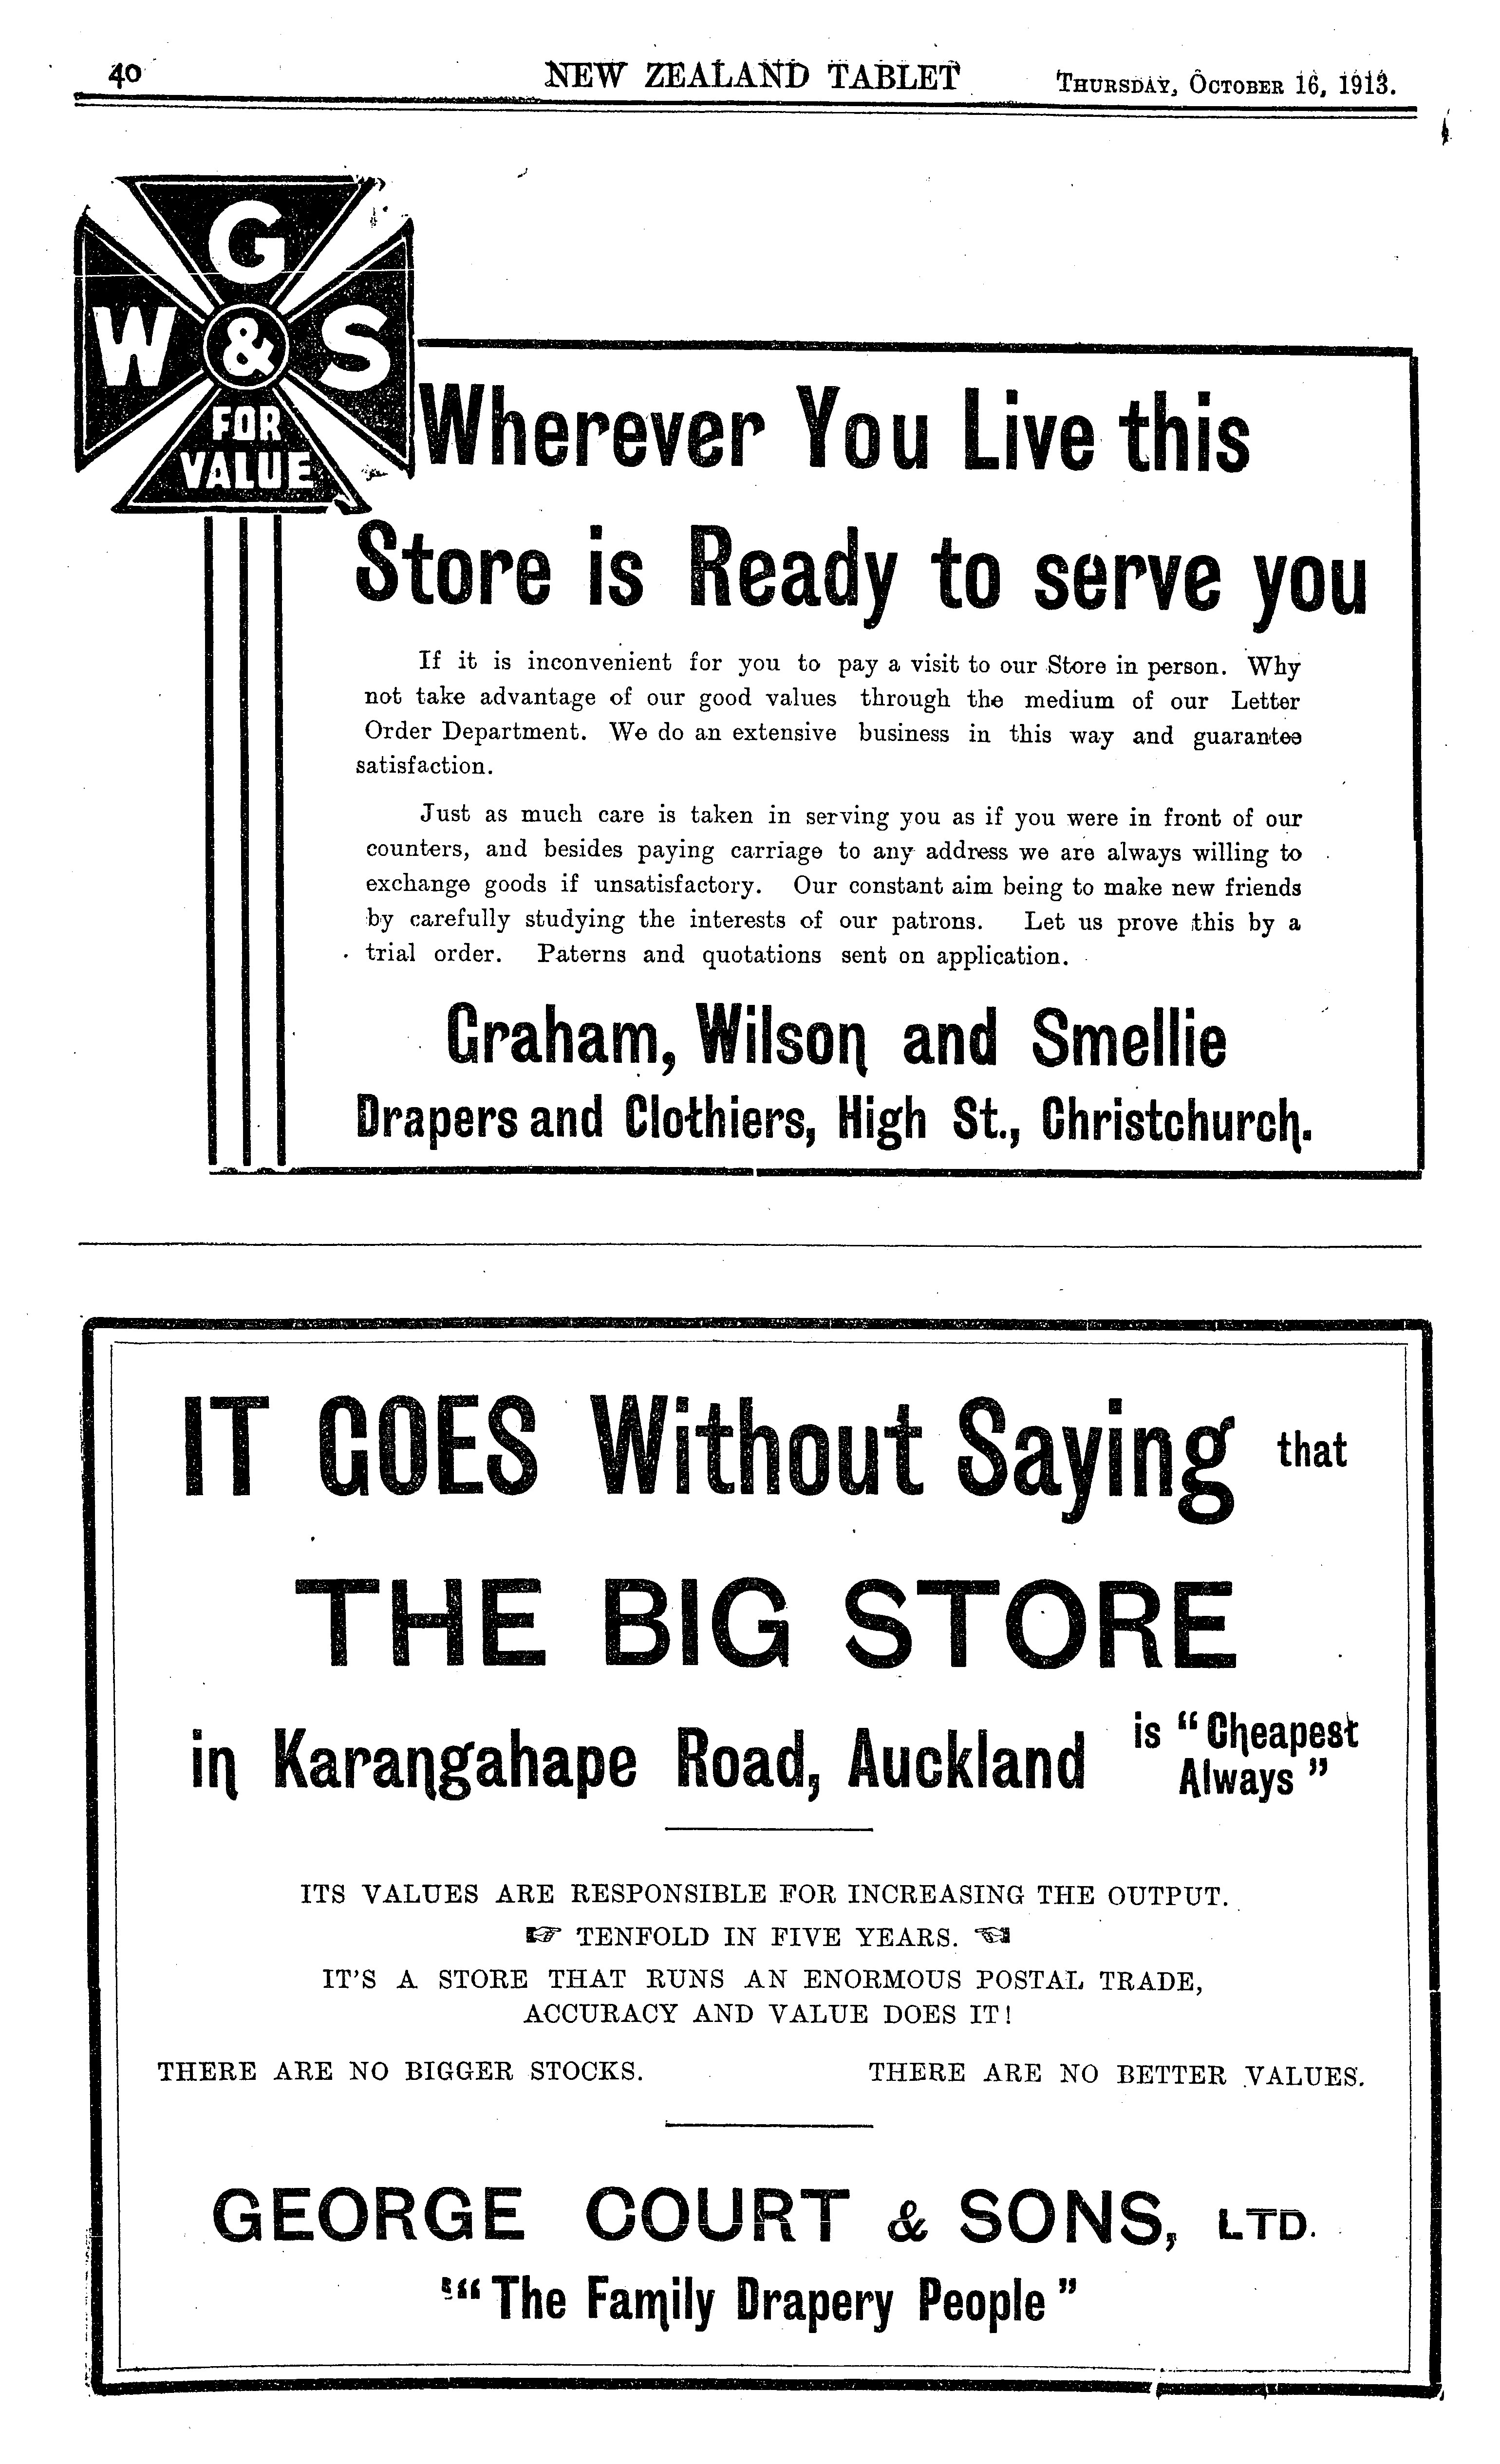 40
NEW ZEALAND TABLET
THURSDAY, OCTOBER 16, 1913.
G
W & S
FOR
VALUE
Wherever You Live this
Store is Ready to serve you
If it is inconvenient for you to pay a visit to our Store in person. Why
not take advantage of our good values through the medium of our Letter
Order Department. We do an extensive business in this way and guarantee
satisfaction.
Just as much care is taken in serving you as if you were in front of our
counters, and besides paying carriage to any address we are always willing to
exchange goods if unsatisfactory. Our constant aim being to make new friends
by carefully studying the interests of our patrons. Let us prove this by a
trial order. Paterns and quotations sent on application.
Graham, Wilson and Smellie
Drapers and Clothiers, High St., Christchurch.
IT GOES Without Saying that
THE BIG STORE
in Karangahape Road, Auckland is "Cheapest
Always"
ITS VALUES ARE RESPONSIBLE FOR INCREASING THE OUTPUT.
☞ TENFOLD IN FIVE YEARS. ☜
IT'S A STORE THAT RUNS AN ENORMOUS POSTAL TRADE,
ACCURACY AND VALUE DOES IT!
THERE ARE NO BIGGER STOCKS. THERE ARE NO BETTER VALUES.
GEORGE COURT & SONS, LTD.
"The Family Drapery People"